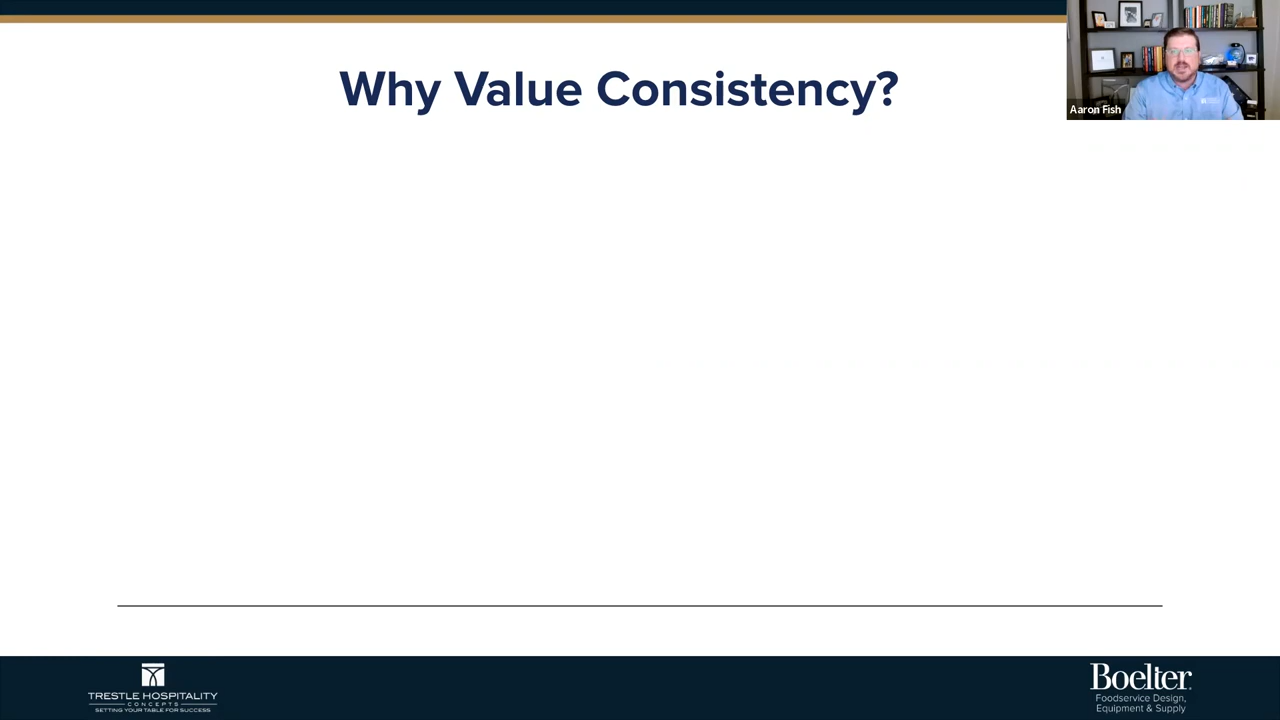 Why Value Consistency?
Aaron Fish
TRESTLE HOSPITALITY
CONCEPTS
SETTING YOUR TABLE FOR SUCCESS
Boelter®
Foodservice Design,
Equipment & Supply